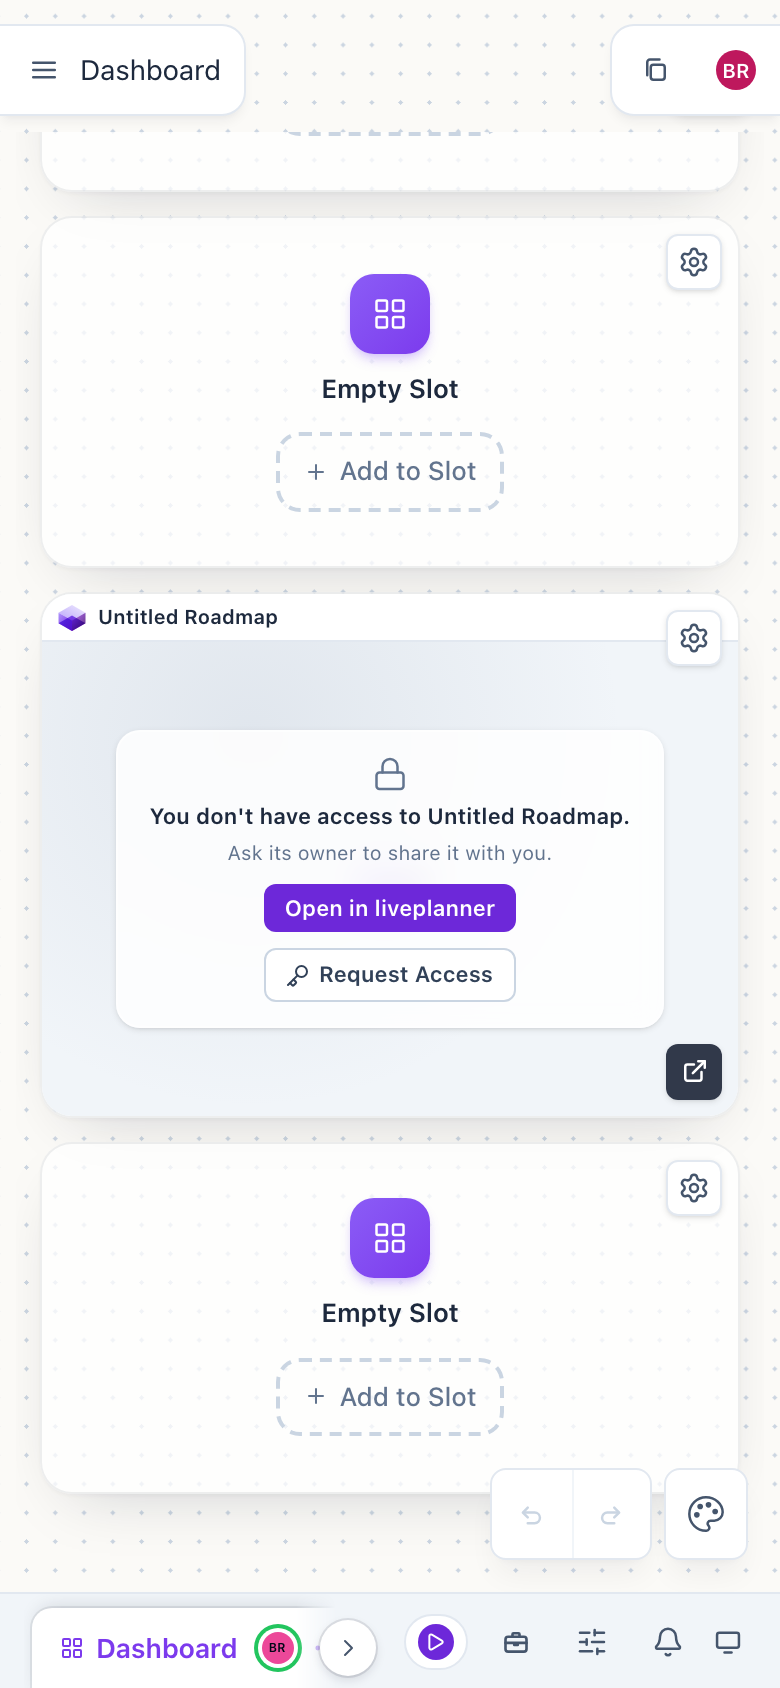 Dashboard
BR
Empty Slot
+ Add to Slot
Untitled Roadmap
You don't have access to Untitled Roadmap.
Ask its owner to share it with you.
Open in liveplanner
Request Access
Empty Slot
+ Add to Slot
Dashboard
BR